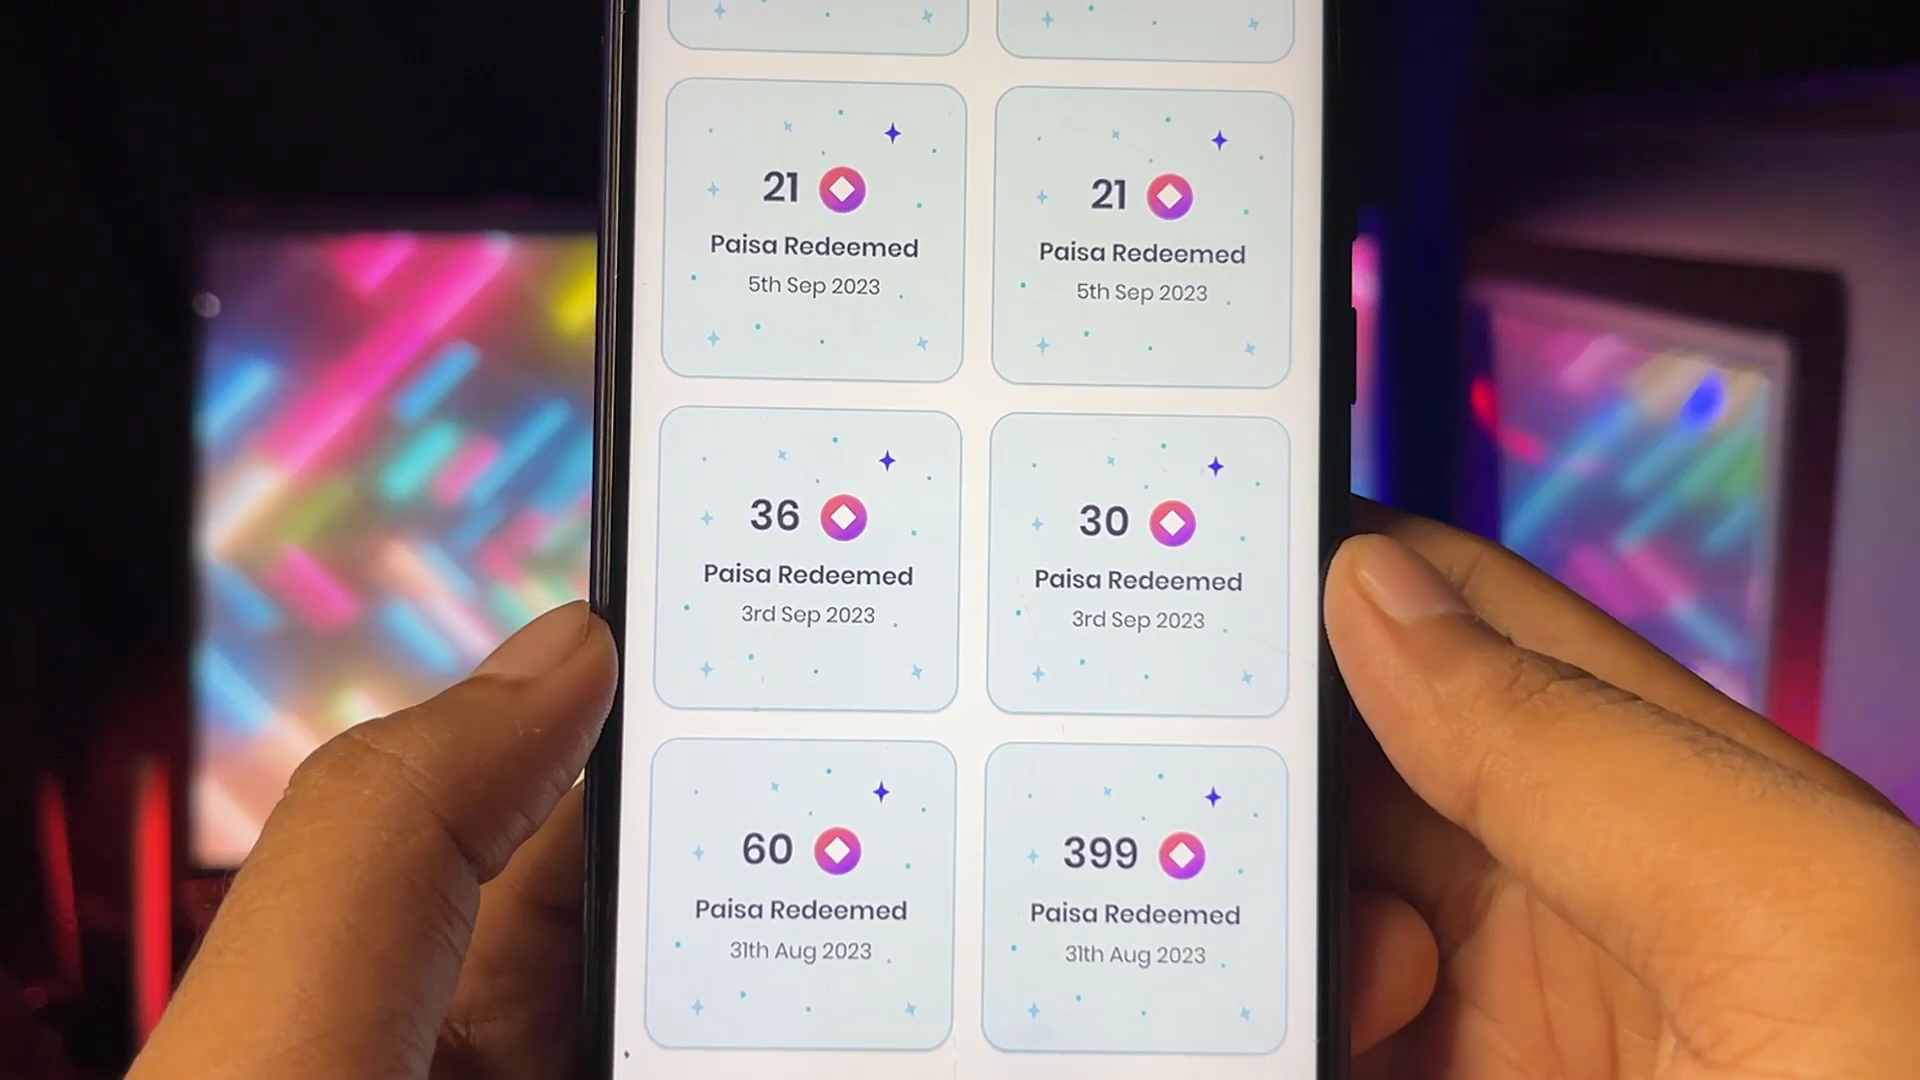 21
Paisa Redeemed
5th Sep 2023
21
Paisa Redeemed
5th Sep 2023
36
Paisa Redeemed
3rd Sep 2023
30
Paisa Redeemed
3rd Sep 2023
60
Paisa Redeemed
31th Aug 2023
399
Paisa Redeemed
31th Aug 2023